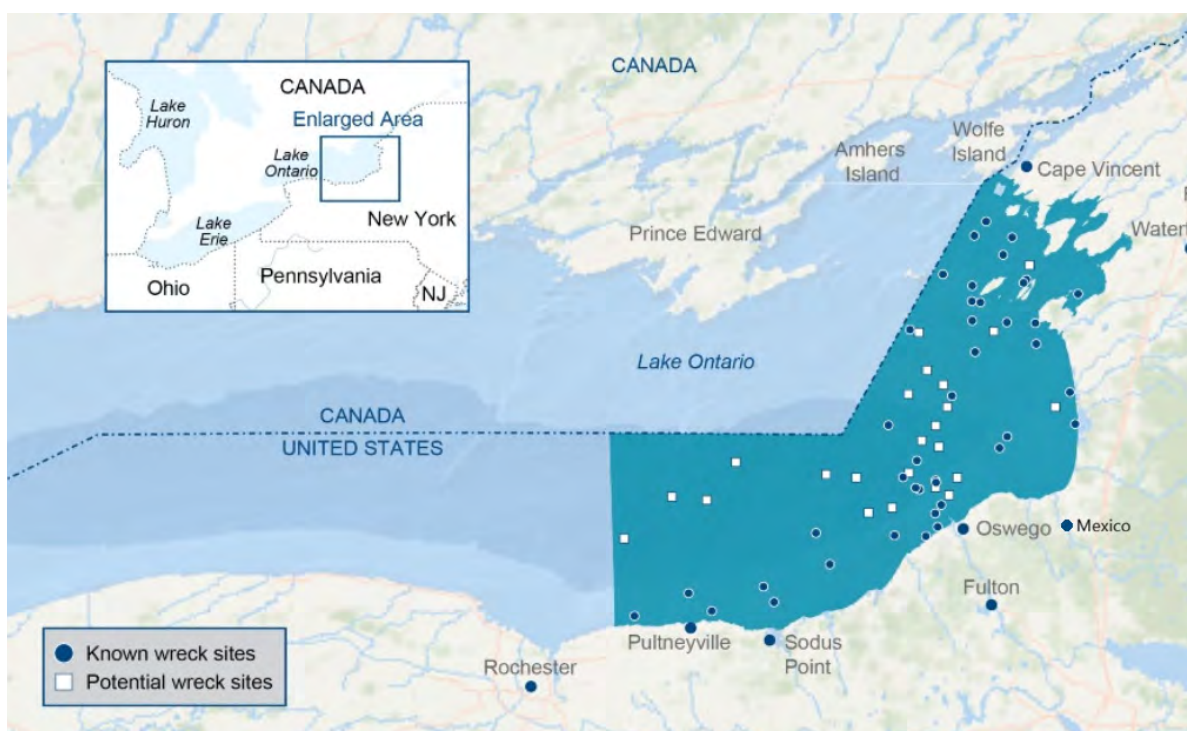 CANADA
Lake
Huron
Enlarged Area
Lake
Ontario
New York
Lake
Erie
Pennsylvania
Ohio
NJ
CANADA
Wolfe
Island
Amhers
Island
Cape Vincent
Prince Edward
Lake Ontario
CANADA
UNITED STATES
Oswego
Mexico
Fulton
Pultneyville
Sodus
Point
Rochester
Known wreck sites
Potential wreck sites